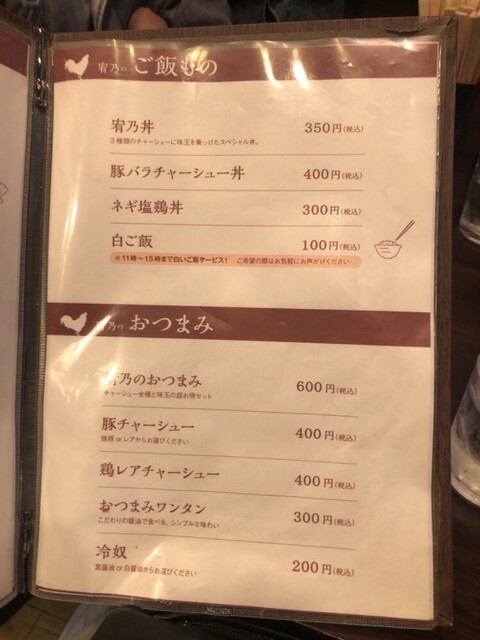 宥乃の ご飯もの
宥乃丼 350円(税込)
3種類のチャーシューに味玉を乗っけたスペシャル丼。
豚バラチャーシュー丼 400円(税込)
ネギ塩鶏丼 300円(税込)
白ご飯 100円(税込)
※11時〜15時まで白いご飯サービス! ご希望の際はお気軽にお声がけください
宥乃の おつまみ
宥乃のおつまみ 600円(税込)
チャーシュー全種と味玉の超お得セット
豚チャーシュー 400円(税込)
焼豚 or レアからお選びください
鶏レアチャーシュー 400円(税込)
おつまみワンタン 300円(税込)
こだわりの醤油で食べる、シンプルな味わい
冷奴 200円(税込)
黒醤油 or 白醤油からお選びください